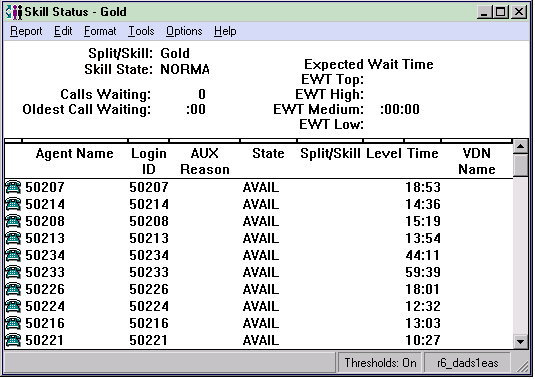 Skill Status - Gold
Report Edit Format Tools Options Help
Split/Skill: Gold
Skill State: NORMA
Calls Waiting: 0
Oldest Call Waiting: :00
Expected Wait Time
EWT Top:
EWT High:
EWT Medium: :00:00
EWT Low:
Agent Name Login ID AUX Reason State Split/Skill Level Time VDN Name
50207 50207 AVAIL 18:53
50214 50214 AVAIL 14:36
50208 50208 AVAIL 15:19
50213 50213 AVAIL 13:54
50234 50234 AVAIL 44:11
50233 50233 AVAIL 59:39
50226 50226 AVAIL 18:01
50224 50224 AVAIL 12:32
50216 50216 AVAIL 13:03
50221 50221 AVAIL 10:27
Thresholds: On r6_dads1eas